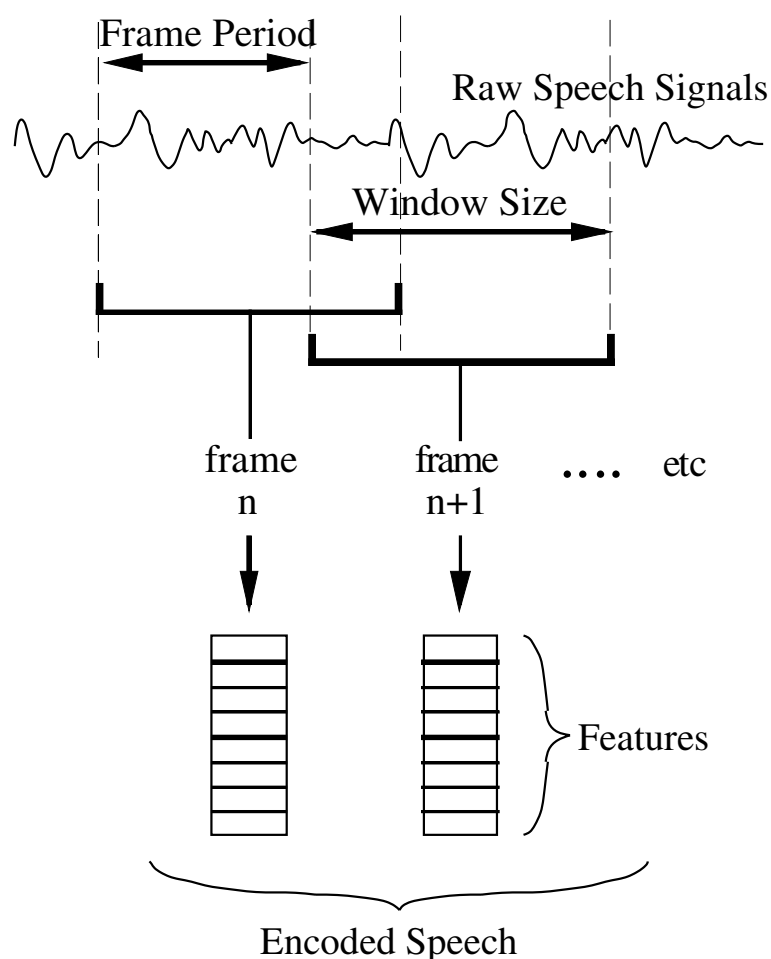 Frame Period
Raw Speech Signals
Window Size
frame
n
frame
n+1
.... etc
Features
Encoded Speech